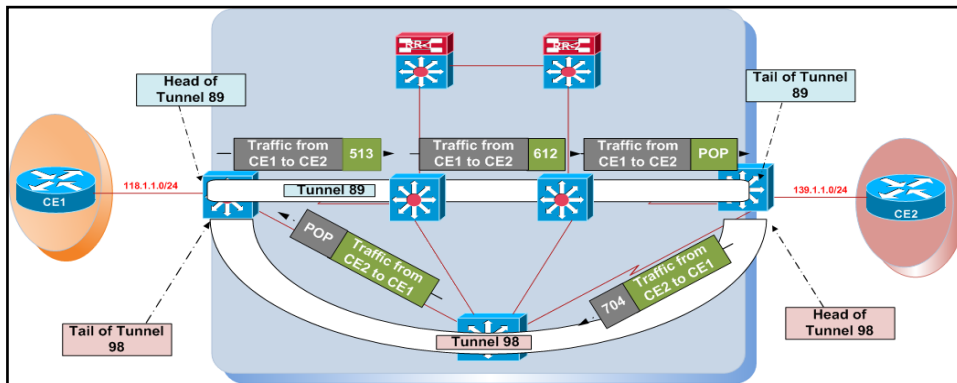 RR-2
RR-2
Head of
Tunnel 89
Tail of Tunnel
89
Traffic from
CE1 to CE2
513
Traffic from
CE1 to CE2
612
Traffic from
CE1 to CE2
POP
118.1.1.0/24
Tunnel 89
139.1.1.0/24
CE1
CE2
POP
Traffic from
CE2 to CE1
Traffic from
CE2 to CE1
704
Tail of Tunnel
98
Tunnel 98
Head of
Tunnel 98